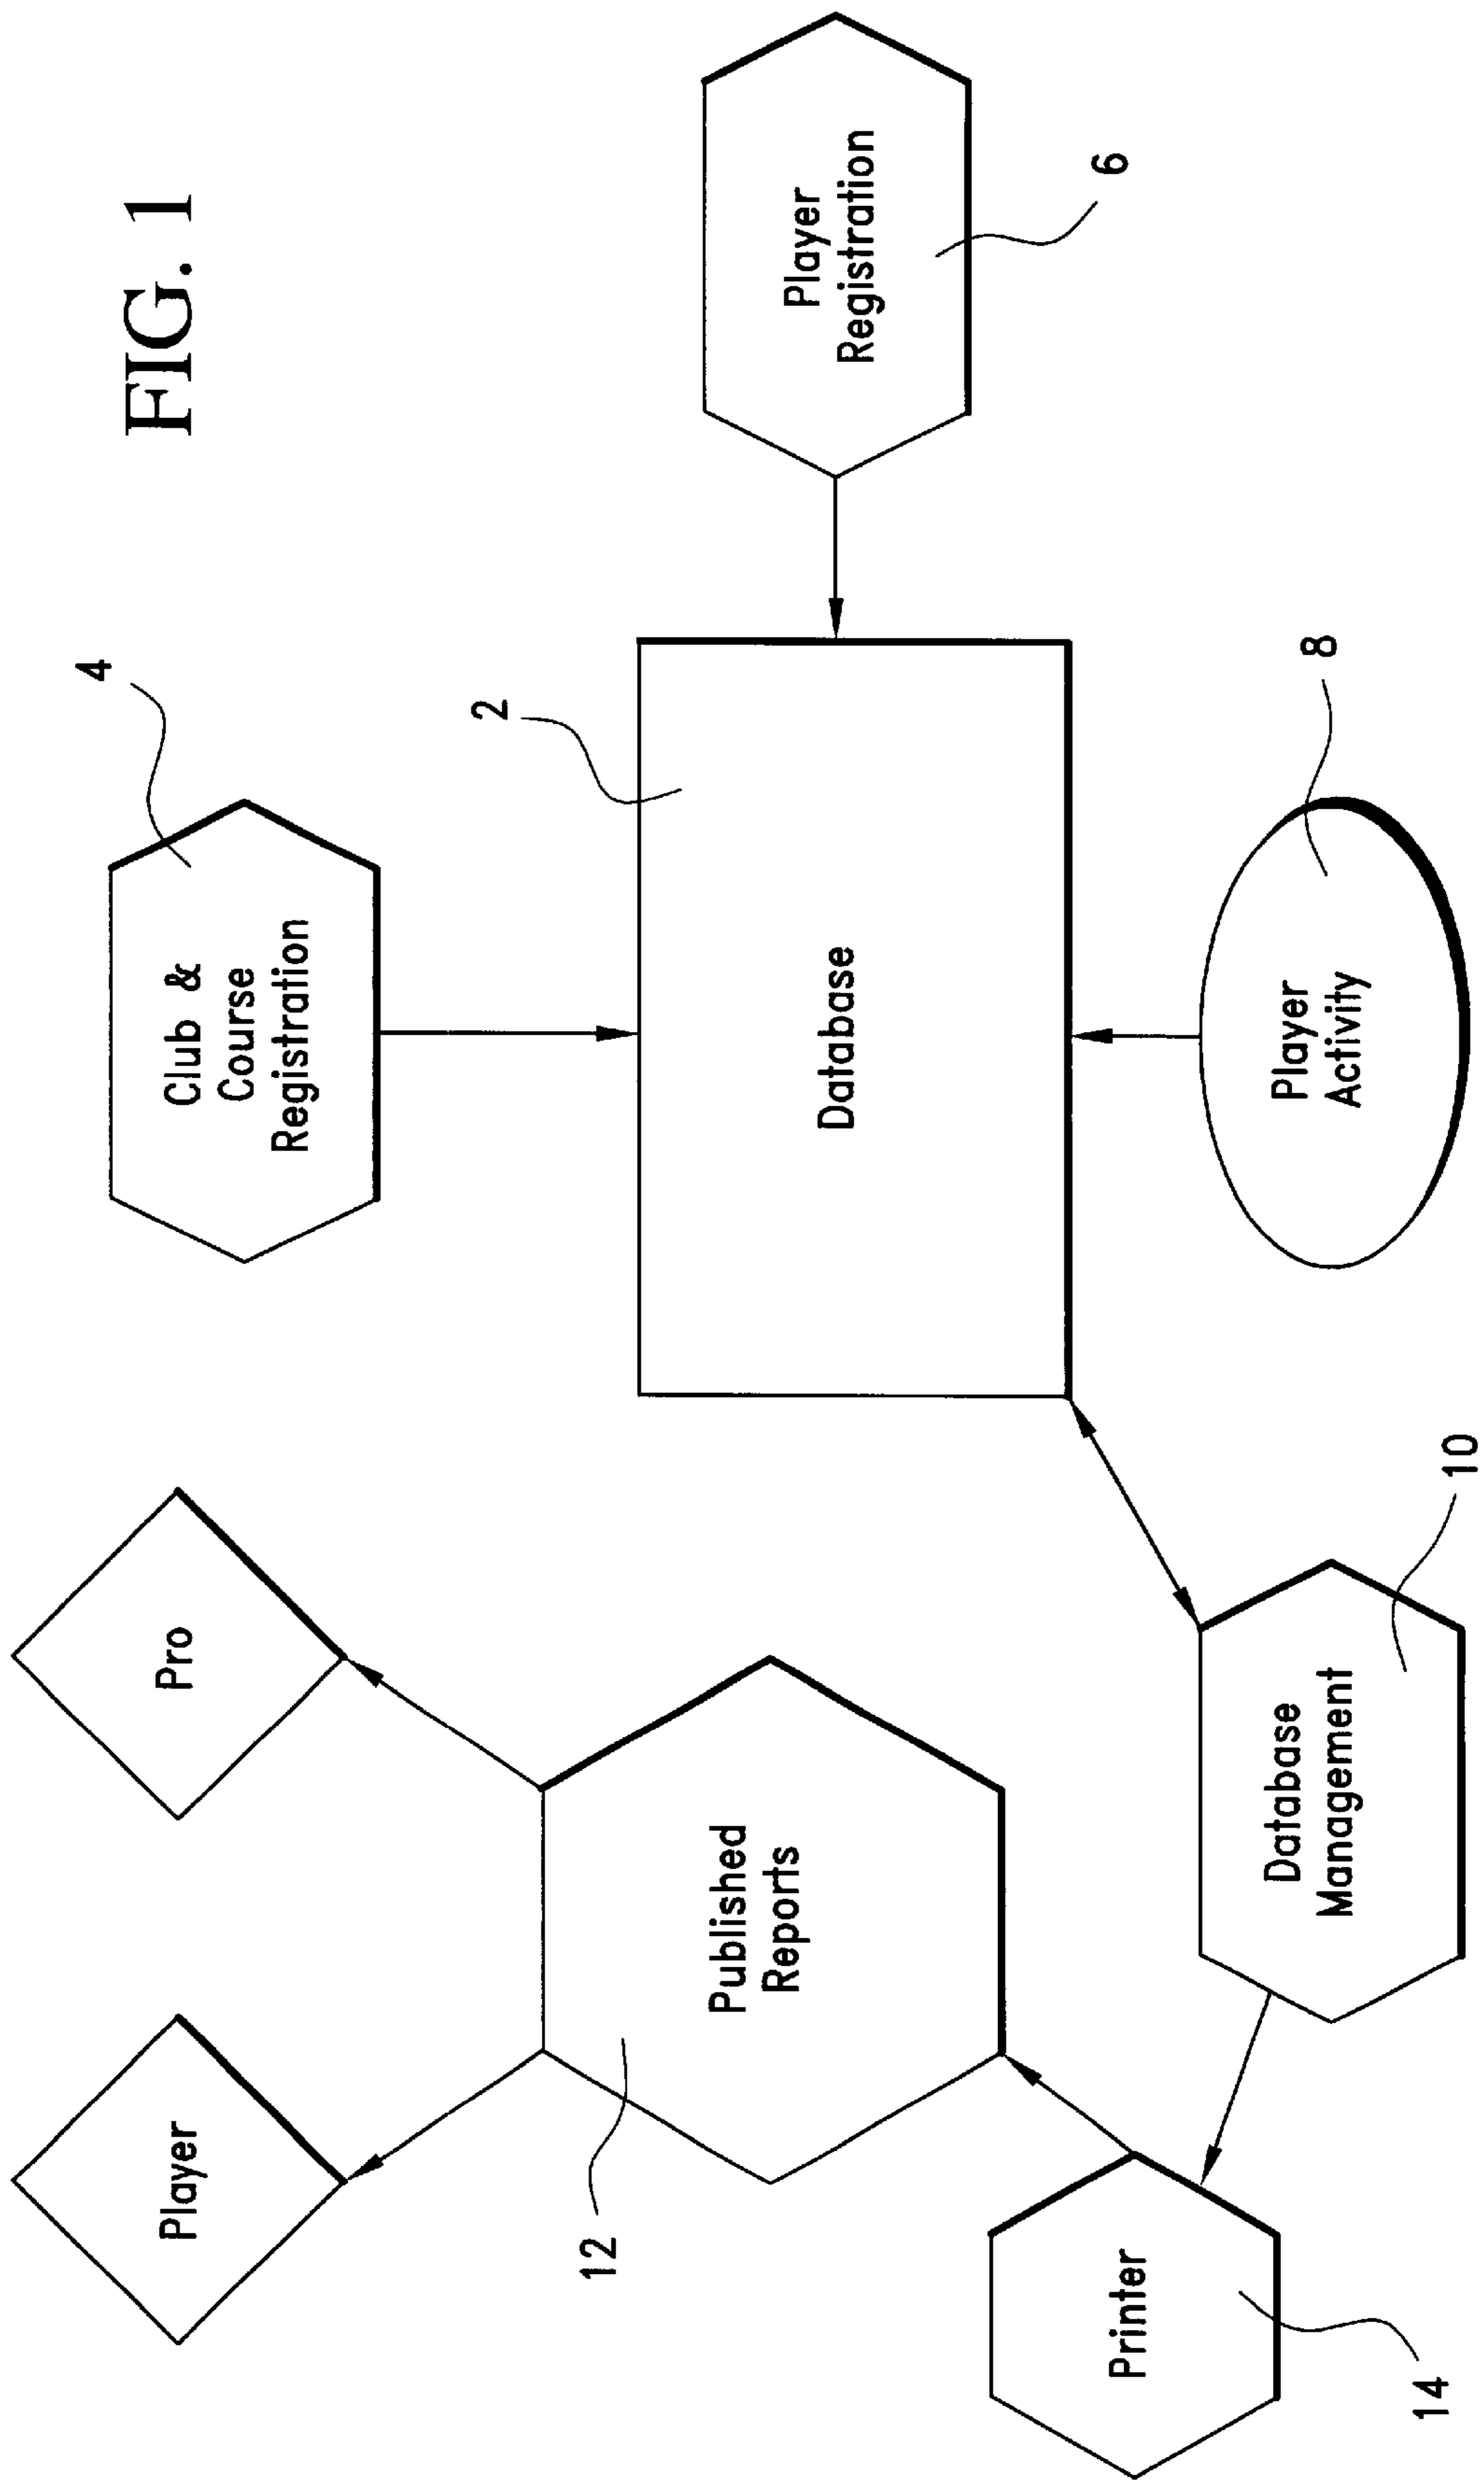 FIG. 1
Player
Pro
4
Club &
Course
Registration
2
12
Published
Reports
Database
Player
Registration
6
Printer
14
Database
Management
10
Player
Activity
8